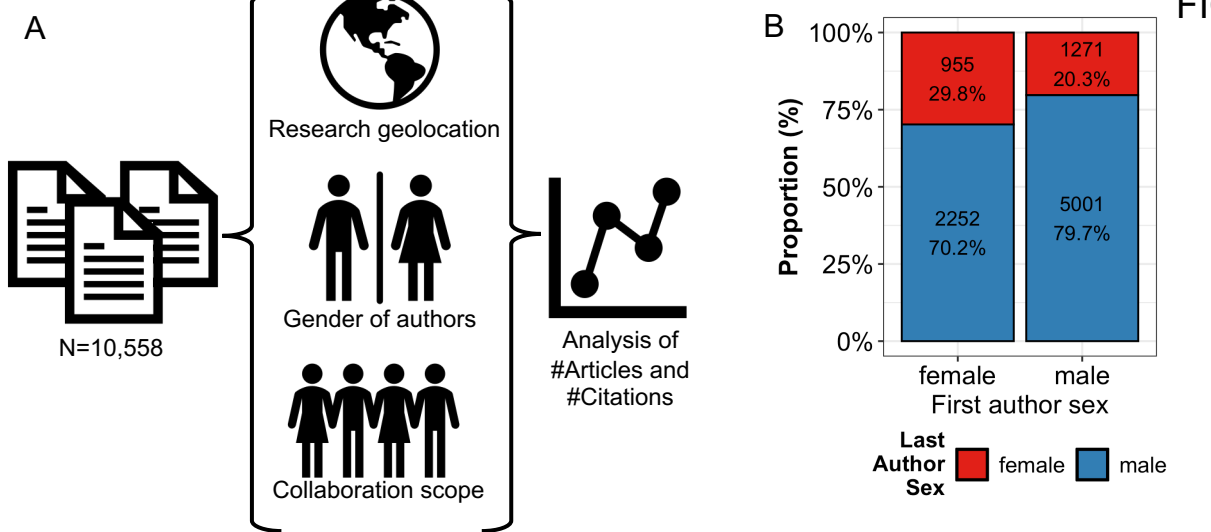 A
Research geolocation
Gender of authors
Collaboration scope
N=10,558
Analysis of
#Articles and
#Citations
B
100%
75%
50%
25%
0%
Proportion (%)
955
29.8%
2252
70.2%
1271
20.3%
5001
79.7%
female male
First author sex
Last
Author
Sex
female male